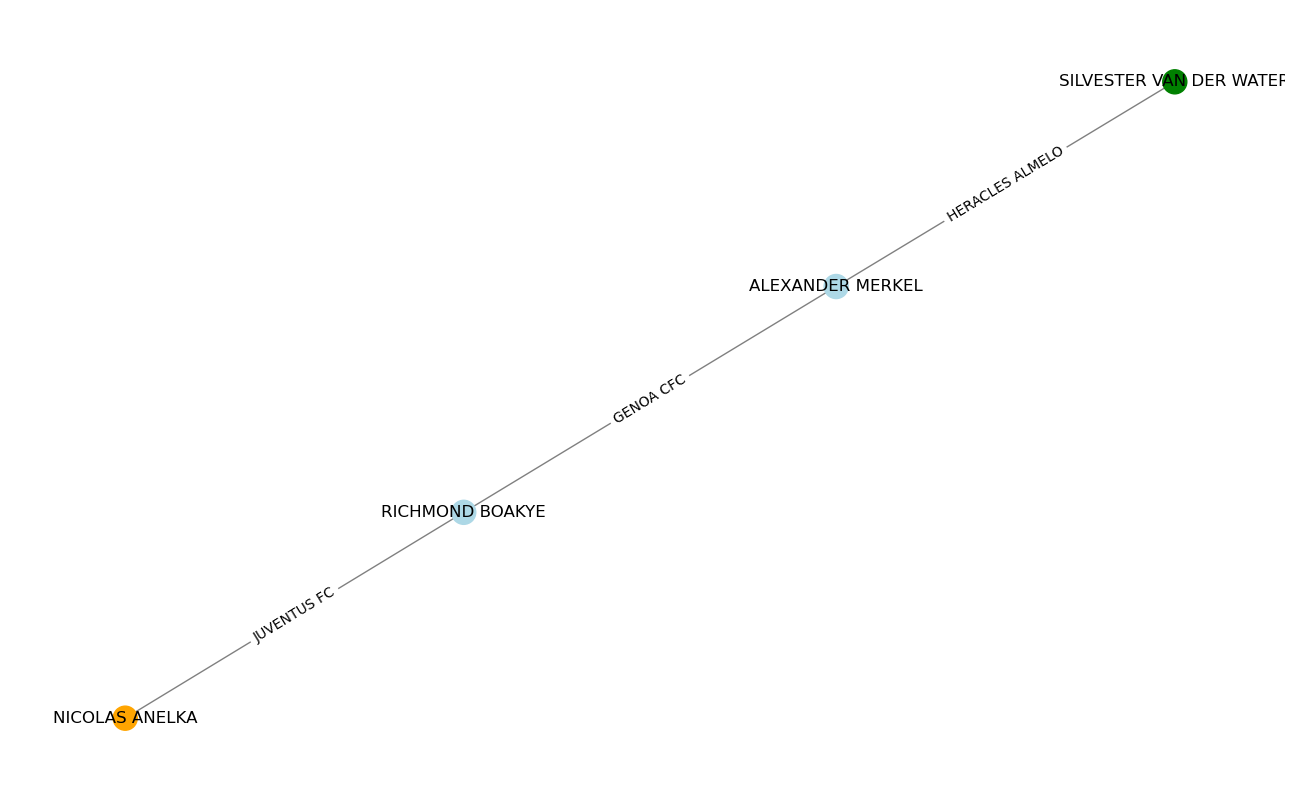 SILVESTER VAN DER WATER
HERACLES ALMELO
ALEXANDER MERKEL
GENOA CFC
RICHMOND BOAKYE
JUVENTUS FC
NICOLAS ANELKA